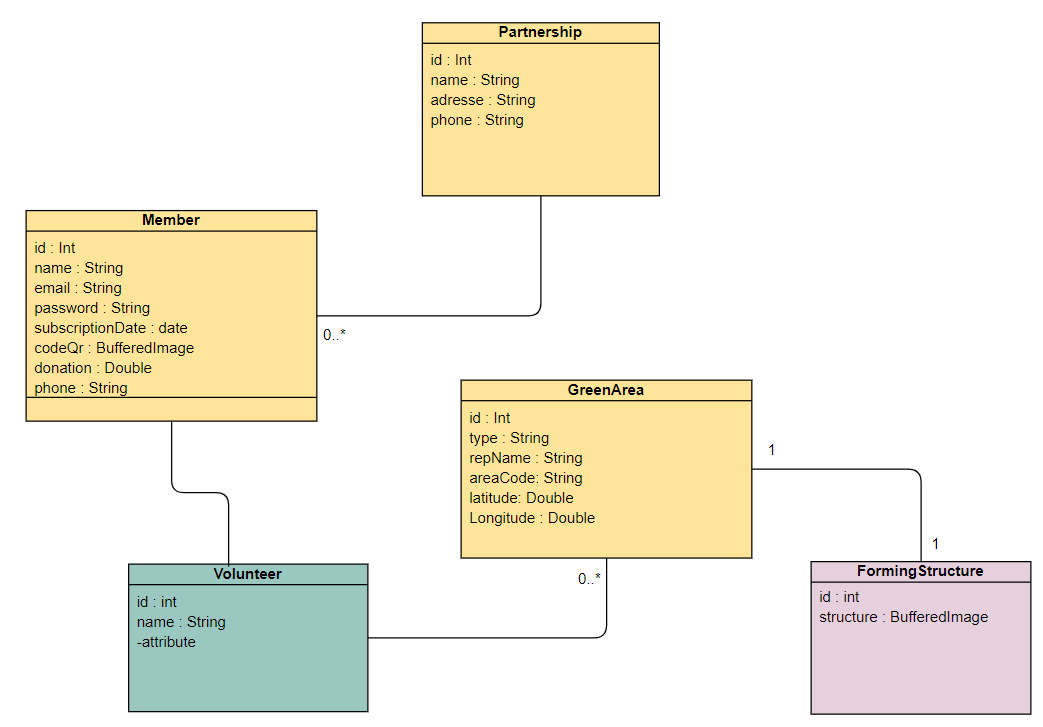 Partnership
id : Int
name : String
adresse : String
phone : String
Member
id : Int
name : String
email : String
password : String
subscriptionDate : date
codeQr : BufferedImage
donation : Double
phone : String
0..*
GreenArea
id : Int
type : String
repName : String
areaCode: String
latitude: Double
Longitude : Double
1
1
0..*
Volunteer
id : int
name : String
-attribute
FormingStructure
id : int
structure : BufferedImage